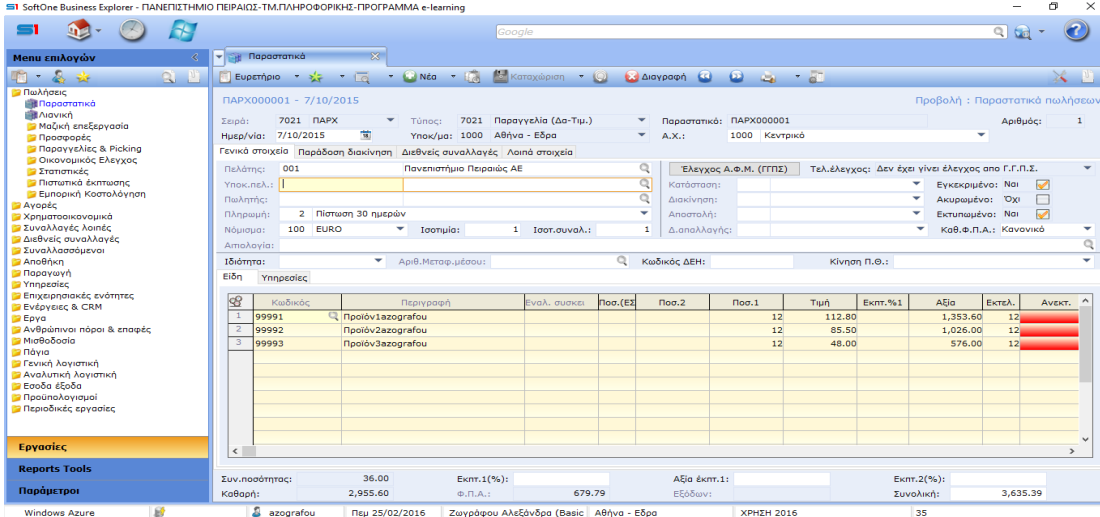 S1 SoftOne Business Explorer - ΠΑΝΕΠΙΣΤΗΜΙΟ ΠΕΙΡΑΙΩΣ-ΤΜ.ΠΛΗΡΟΦΟΡΙΚΗΣ-ΠΡΟΓΡΑΜΜΑ e-learning
S1
Google
Menu επιλογών
Παραστατικά
Ευρετήριο Νέα Καταχώριση Διαγραφή
Πωλήσεις
Παραστατικά
Λιανική
Μαζική επεξεργασία
Προσφορές
Παραγγελίες & Picking
Οικονομικός Ελεγχος
Στατιστικές
Πιστωτικά έκπτωσης
Εμπορική Κοστολόγηση
Αγορές
Χρηματοοικονομικά
Συναλλαγές λοιπές
Διεθνείς συναλλαγές
Συναλλασσόμενοι
Αποθήκη
Παραγωγή
Υπηρεσίες
Επιχειρησιακές ενότητες
Ενέργειες & CRM
Εργα
Ανθρώπινοι πόροι & επαφές
Μισθοδοσία
Πάγια
Γενική λογιστική
Αναλυτική λογιστική
Εσοδα έξοδα
Προϋπολογισμοί
Περιοδικές εργασίες
Εργασίες
Reports Tools
Παράμετροι
ΠΑΡΧ000001 - 7/10/2015 Προβολή : Παραστατικά πωλήσεων
Σειρά: 7021 ΠΑΡΧ Τύπος: 7021 Παραγγελία (Δα-Τιμ.) Παραστατικό: ΠΑΡΧ000001 Αριθμός: 1
Ημερ/νία: 7/10/2015 Υποκ/μα: 1000 Αθήνα - Εδρα Α.Χ.: 1000 Κεντρικό
Γενικά στοιχεία Παράδοση διακίνηση Διεθνείς συναλλαγές Λοιπά στοιχεία
Πελάτης: 001 Πανεπιστήμιο Πειραιώς ΑΕ Έλεγχος Α.Φ.Μ. (ΓΓΠΣ) Τελ.έλεγχος: Δεν έχει γίνει έλεγχος απο Γ.Γ.Π.Σ.
Υποκ.πελ.: Κατάσταση: Εγκεκριμένο: Ναι
Πωλητής: Διακίνηση: Ακυρωμένο: Όχι
Πληρωμή: 2 Πίστωση 30 ημερών Αποστολή: Εκτυπωμένο: Ναι
Νόμισμα: 100 EURO Ισοτιμία: 1 Ισοτ.συναλ.: 1 Δ.απαλλαγής: Καθ.Φ.Π.Α.: Κανονικό
Αιτιολογία:
Ιδιότητα: Αριθ.Μεταφ.μέσου: Κωδικός ΔΕΗ: Κίνηση Π.Θ.:
Είδη Υπηρεσίες
Κωδικός Περιγραφή Εναλ. συσκει Ποσ.(ΕΣ Ποσ.2 Ποσ.1 Τιμή Εκπτ.%1 Αξία Εκτελ. Ανεκτ.
1 99991 Προϊόν1azografou 12 112.80 1,353.60 12
2 99992 Προϊόν2azografou 12 85.50 1,026.00 12
3 99993 Προϊόν3azografou 12 48.00 576.00 12
Συν.ποσότητας: 36.00 Εκπτ.1(%): Αξία έκπτ.1: Εκπτ.2(%):
Καθαρή: 2,955.60 Φ.Π.Α.: 679.79 Εξόδων: Συνολική: 3,635.39
Windows Azure azografou Πεμ 25/02/2016 Ζωγράφου Αλεξάνδρα (Basic Αθήνα - Εδρα ΧΡΗΣΗ 2016 35